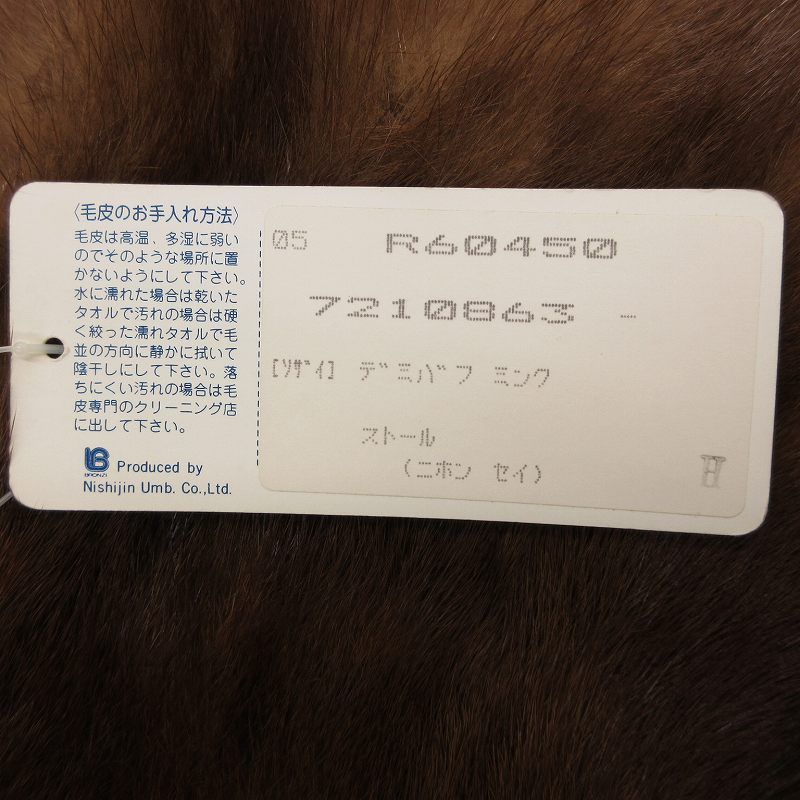 〈毛皮のお手入れ方法〉
毛皮は高温、多湿に弱い
のでそのような場所に置
かないようにして下さい。
水に濡れた場合は乾いた
タオルで汚れの場合は硬
く絞った濡れタオルで毛
並の方向に静かに拭いて
陰干しにして下さい。落
ちにくい汚れの場合は毛
皮専門のクリーニング店
に出して下さい。
Produced by
Nishijin Umb. Co.,Ltd.
05 R60450
7210863 -
[ｿｻﾞｲ] デミバフ ミンク
ストール
(ニホン セイ)